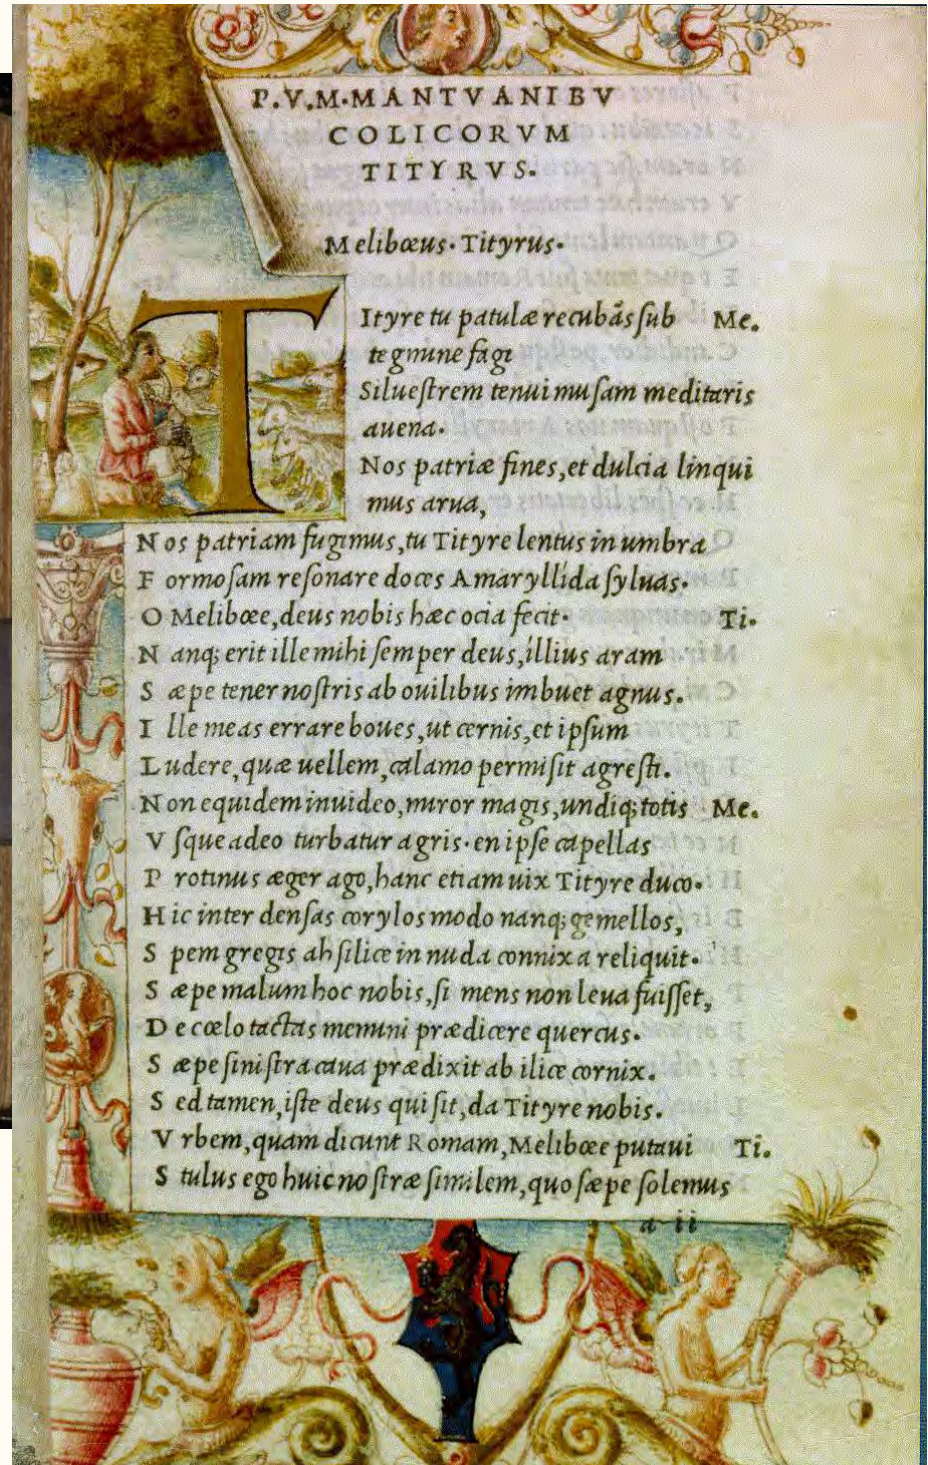 P.V.M. MANTVANI BV
COLICORVM
TITYRVS.
Melibœus. Tityrus.
TItyre tu patulæ recubãs ſub Me.
tegmine fagi
Silueſtrem tenui muſam meditaris
auena.
Nos patriæ fines, et dulcia linqui
mus arua,
Nos patriam fugimus, tu Tityre lentus in umbra
Formoſam reſonare doces Amaryllida ſyluas.
O Melibœe, deus nobis hæc ocia fecit. Ti.
Nanq; erit ille mihi ſemper deus, illius aram
Sæpe tener noſtris ab ouilibus imbuet agnus.
Ille meas errare boues, ut cernis, et ipſum
Ludere, quæ uellem, calamo permiſit agreſti.
Non equidem inuideo, miror magis, undiq; totis Me.
Vſque adeo turbatur agris. en ipſe capellas
Protinus æger ago, hanc etiam uix Tityre duco.
Hic inter denſas corylos modo nanq; gemellos,
Spem gregis ah ſilice in nuda connixa reliquit.
Sæpe malum hoc nobis, ſi mens non leua fuiſſet,
De cœlo tactas memini prædicere quercus.
Sæpe ſiniſtra caua prædixit ab ilice cornix.
Sed tamen, iſte deus qui ſit, da Tityre nobis.
Vrbem, quam dicunt Romam, Melibœe putaui Ti.
Stulus ego huic noſtræ ſimilem, quo ſæpe ſolemus
a ii